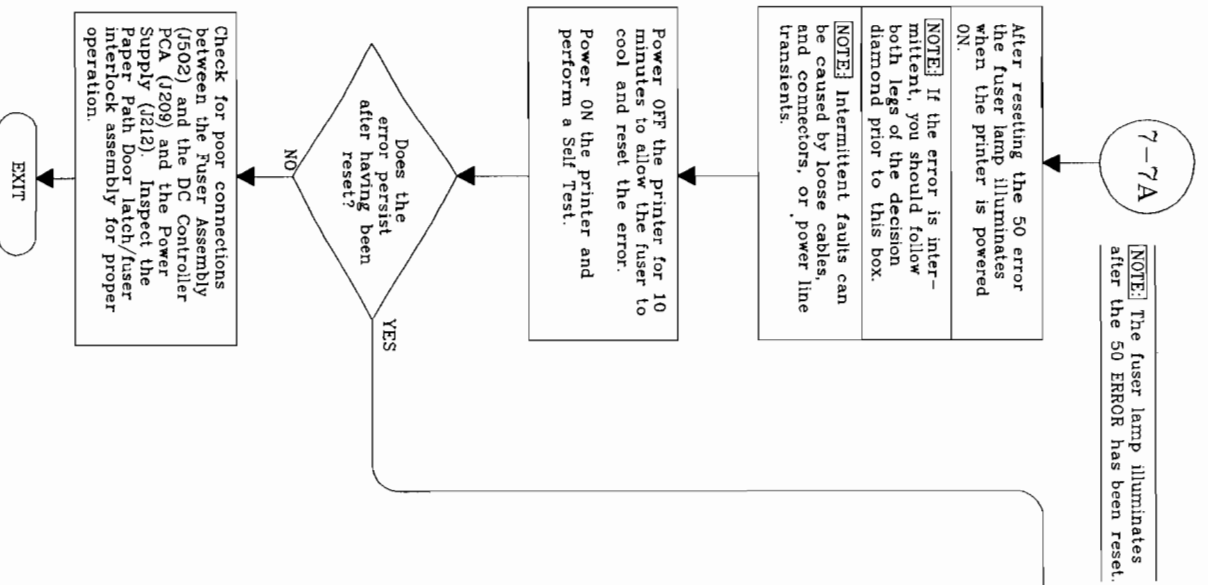 7-7A
NOTE: The fuser lamp illuminates
after the 50 ERROR has been reset.
After resetting the 50 error
the fuser lamp illuminates
when the printer is powered
ON.
NOTE: If the error is inter-
mittent, you should follow
both legs of the decision
diamond prior to this box.
NOTE: Intermittent faults can
be caused by loose cables,
and connectors, or power line
transients.
Power OFF the printer for 10
minutes to allow the fuser to
cool and reset the error.
Power ON the printer and
perform a Self Test.
Does the
error persist
after having been
reset?
YES
NO
Check for poor connections
between the Fuser Assembly
(J502) and the DC Controller
PCA (J209) and the Power
Supply (J212). Inspect the
Paper Path Door latch/fuser
interlock assembly for proper
operation.
EXIT